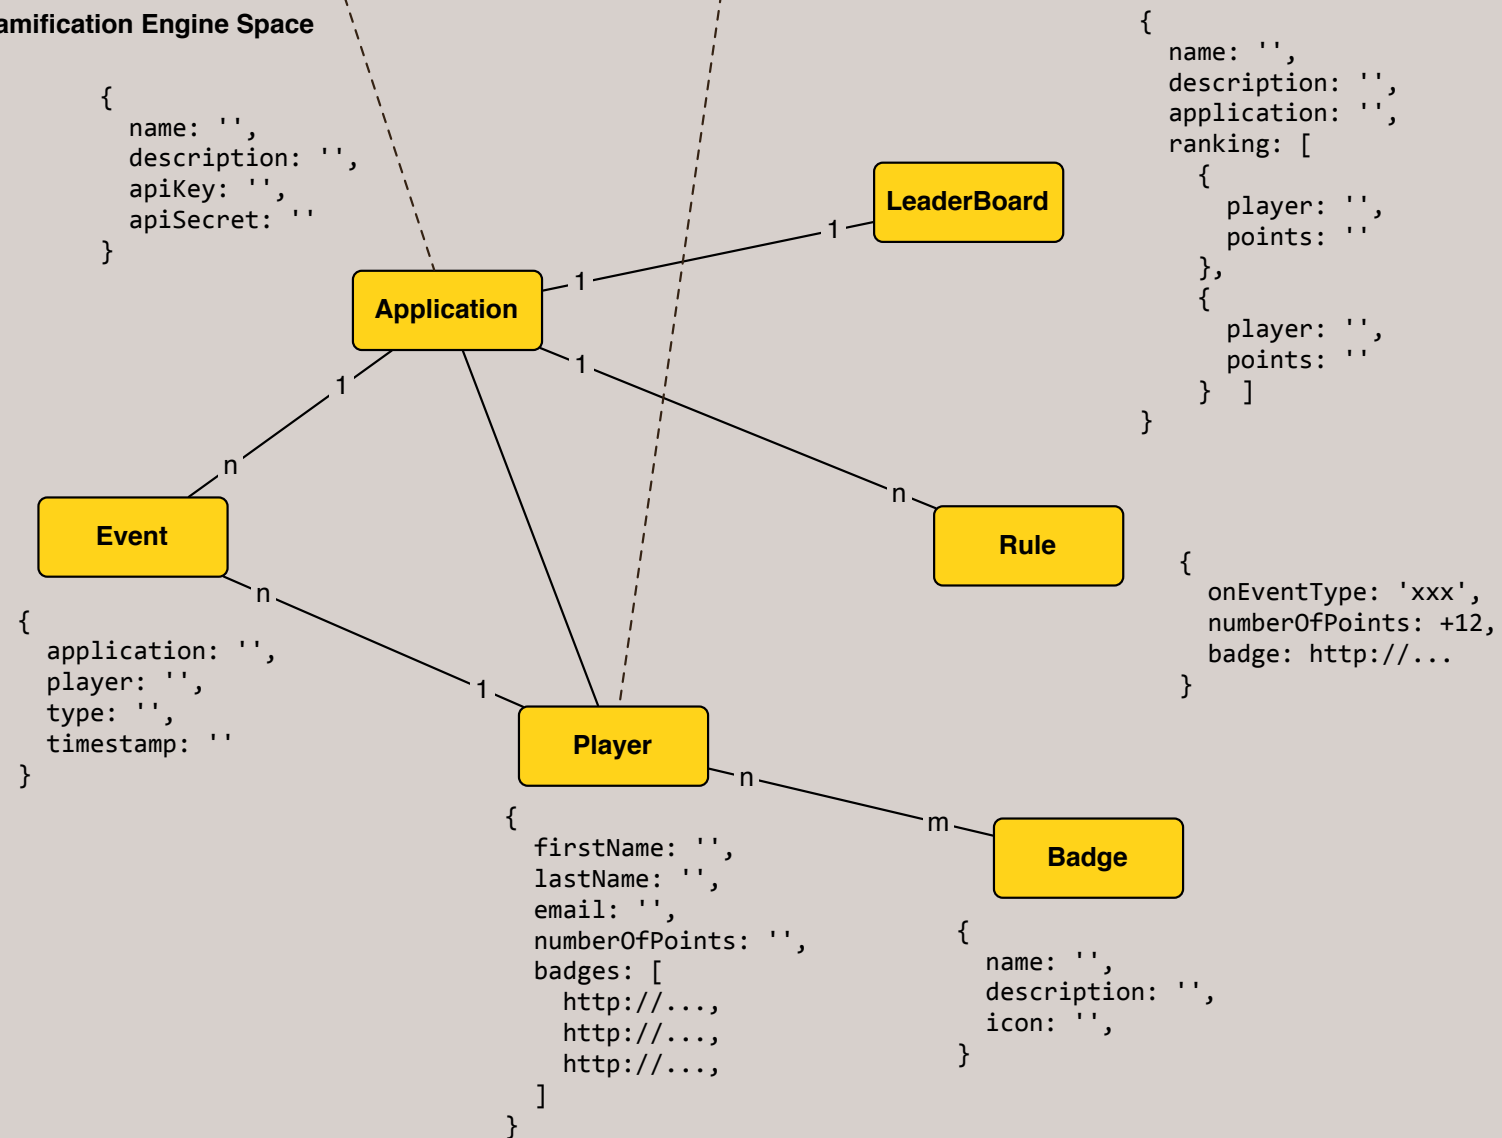 amification Engine Space
{
name: '',
description: '',
apiKey: '',
apiSecret: ''
}
{
name: '',
description: '',
application: '',
ranking: [
{
player: '',
points: ''
},
{
player: '',
points: ''
} ]
}
LeaderBoard
1
1
Application
1
1
n
n
Event
Rule
n
{
application: '',
player: '',
type: '',
timestamp: ''
}
{
onEventType: 'xxx',
numberOfPoints: +12,
badge: http://...
}
1
Player
n
m
Badge
{
firstName: '',
lastName: '',
email: '',
numberOfPoints: '',
badges: [
http://...,
http://...,
http://...,
]
}
{
name: '',
description: '',
icon: '',
}